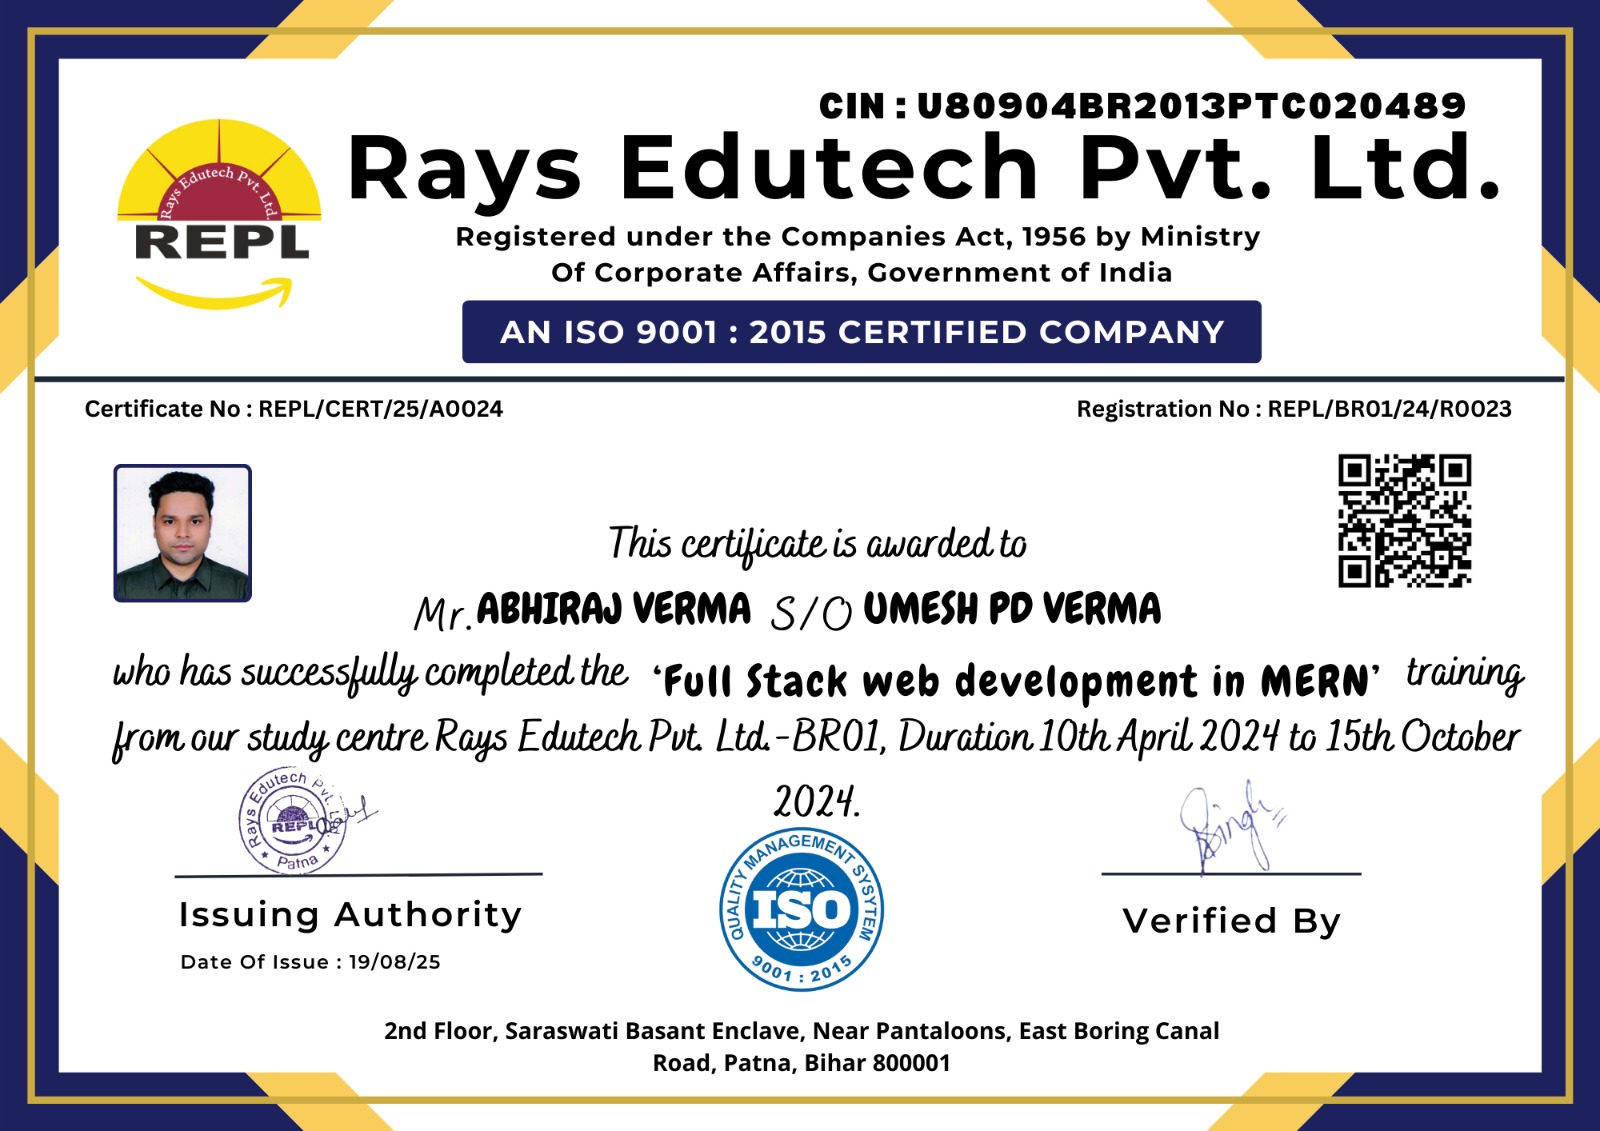 CIN : U80904BR2013PTC020489
Rays Edutech Pvt. Ltd.
Rays Edutech Pvt. Ltd.
REPL
Registered under the Companies Act, 1956 by Ministry
Of Corporate Affairs, Government of India
AN ISO 9001 : 2015 CERTIFIED COMPANY
Certificate No : REPL/CERT/25/A0024
Registration No : REPL/BR01/24/R0023
This certificate is awarded to
Mr. ABHIRAJ VERMA S/O UMESH PD VERMA
who has successfully completed the 'Full Stack web development in MERN' training
from our study centre Rays Edutech Pvt. Ltd.-BR01, Duration 10th April 2024 to 15th October
2024.
Rays Edutech Pvt. Ltd.
REPL
★ Patna ★
Singh
Issuing Authority
Date Of Issue : 19/08/25
QUALITY MANAGEMENT SYSYTEM
ISO
9001 : 2015
Verified By
2nd Floor, Saraswati Basant Enclave, Near Pantaloons, East Boring Canal
Road, Patna, Bihar 800001